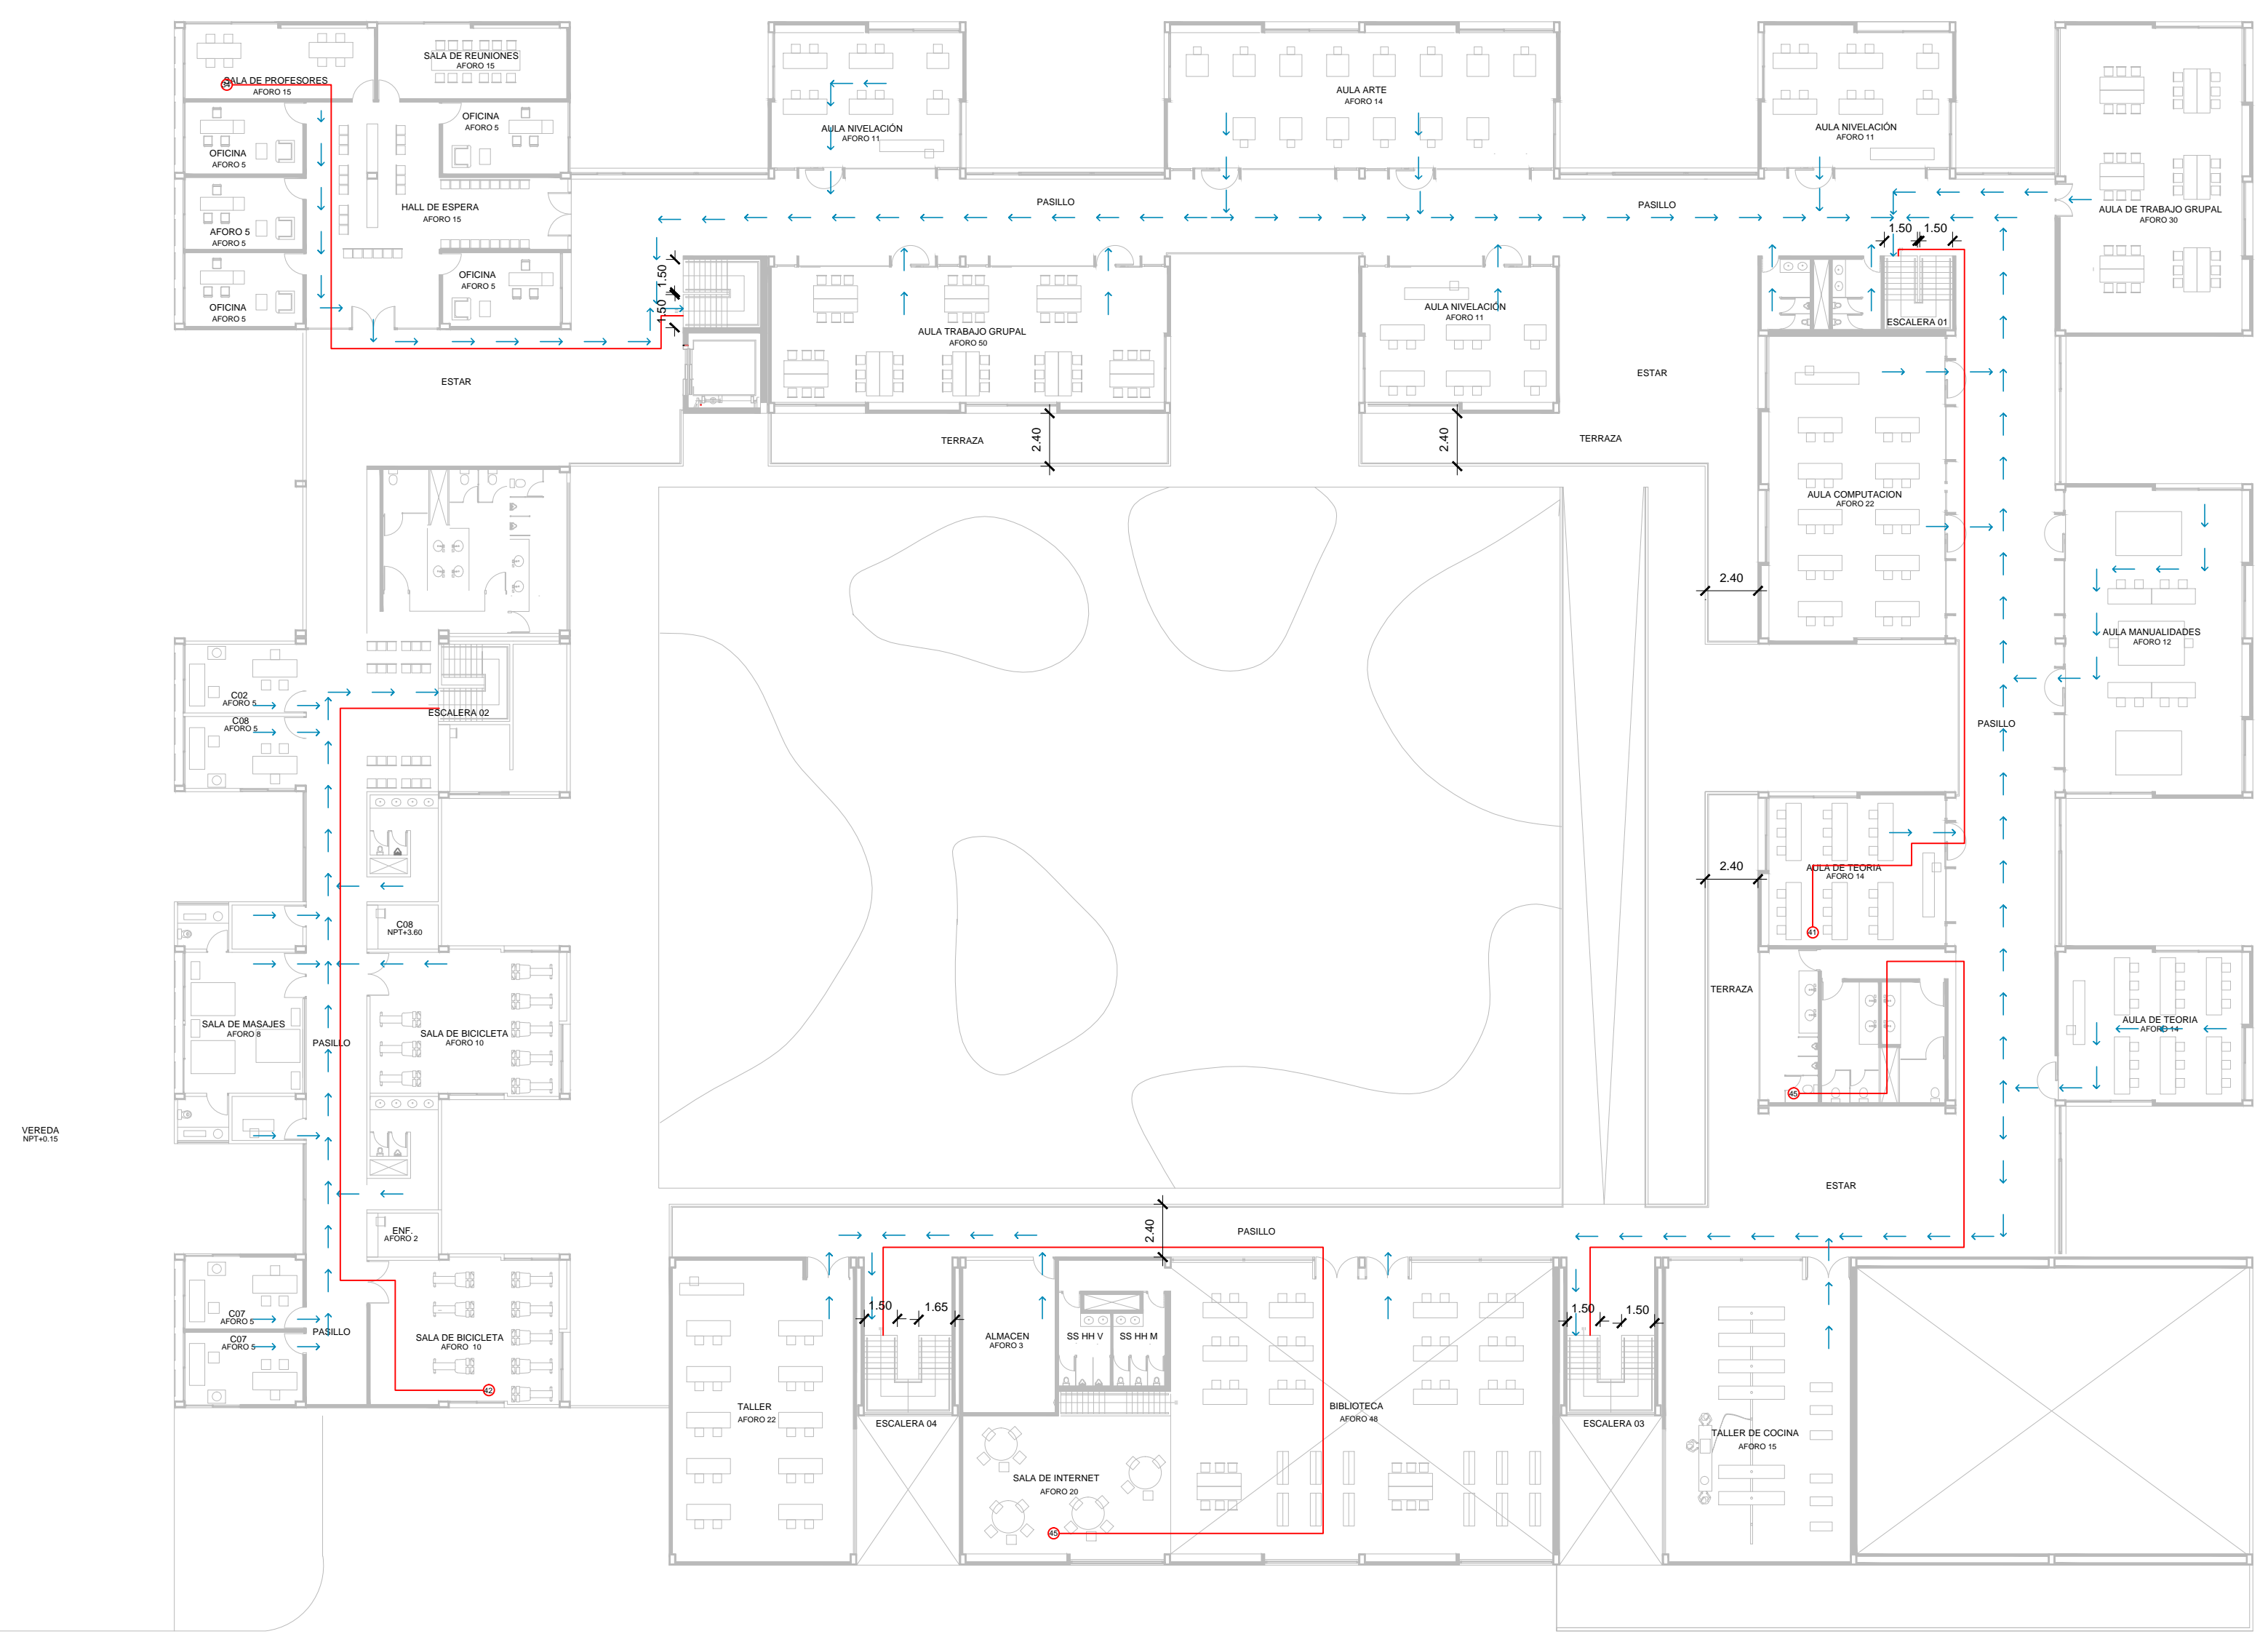 SALA DE REUNIONES
AFORO 15
SALA DE PROFESORES
AFORO 15
34
AULA ARTE
AFORO 14
OFICINA
AFORO 5
AULA NIVELACIÓN
AFORO 11
AULA NIVELACIÓN
AFORO 11
OFICINA
AFORO 5
HALL DE ESPERA
AFORO 15
PASILLO
PASILLO
AULA DE TRABAJO GRUPAL
AFORO 30
AFORO 5
AFORO 5
1.50
1.50
OFICINA
AFORO 5
OFICINA
AFORO 5
1.50
1.50
AULA TRABAJO GRUPAL
AFORO 50
AULA NIVELACIÓN
AFORO 11
ESCALERA 01
ESTAR
ESTAR
TERRAZA
2.40
2.40
TERRAZA
AULA COMPUTACION
AFORO 22
2.40
AULA MANUALIDADES
AFORO 12
C02
AFORO 5
ESCALERA 02
C08
AFORO 5
PASILLO
2.40
AULA DE TEORIA
AFORO 14
41
C08
NPT+3.60
TERRAZA
SALA DE MASAJES
AFORO 8
PASILLO
SALA DE BICICLETA
AFORO 10
AULA DE TEORIA
AFORO 14
45
VEREDA
NPT+0.15
ESTAR
ENF.
AFORO 2
2.40
PASILLO
C07
AFORO 5
PASILLO
C07
AFORO 5
SALA DE BICICLETA
AFORO 10
42
1.50
1.65
1.50
1.50
ALMACEN
AFORO 3
SS HH V
SS HH M
TALLER
AFORO 22
ESCALERA 04
BIBLIOTECA
AFORO 48
ESCALERA 03
TALLER DE COCINA
AFORO 15
SALA DE INTERNET
AFORO 20
45